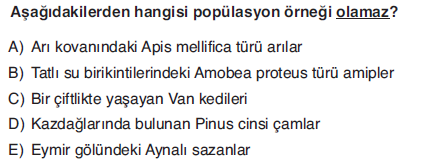 Aşağıdakilerden hangisi popülasyon örneği olamaz?
A) Arı kovanındaki Apis mellifica türü arılar
B) Tatlı su birikintilerindeki Amobea proteus türü amipler
C) Bir çiftlikte yaşayan Van kedileri
D) Kazdağlarında bulunan Pinus cinsi çamlar
E) Eymir gölündeki Aynalı sazanlar